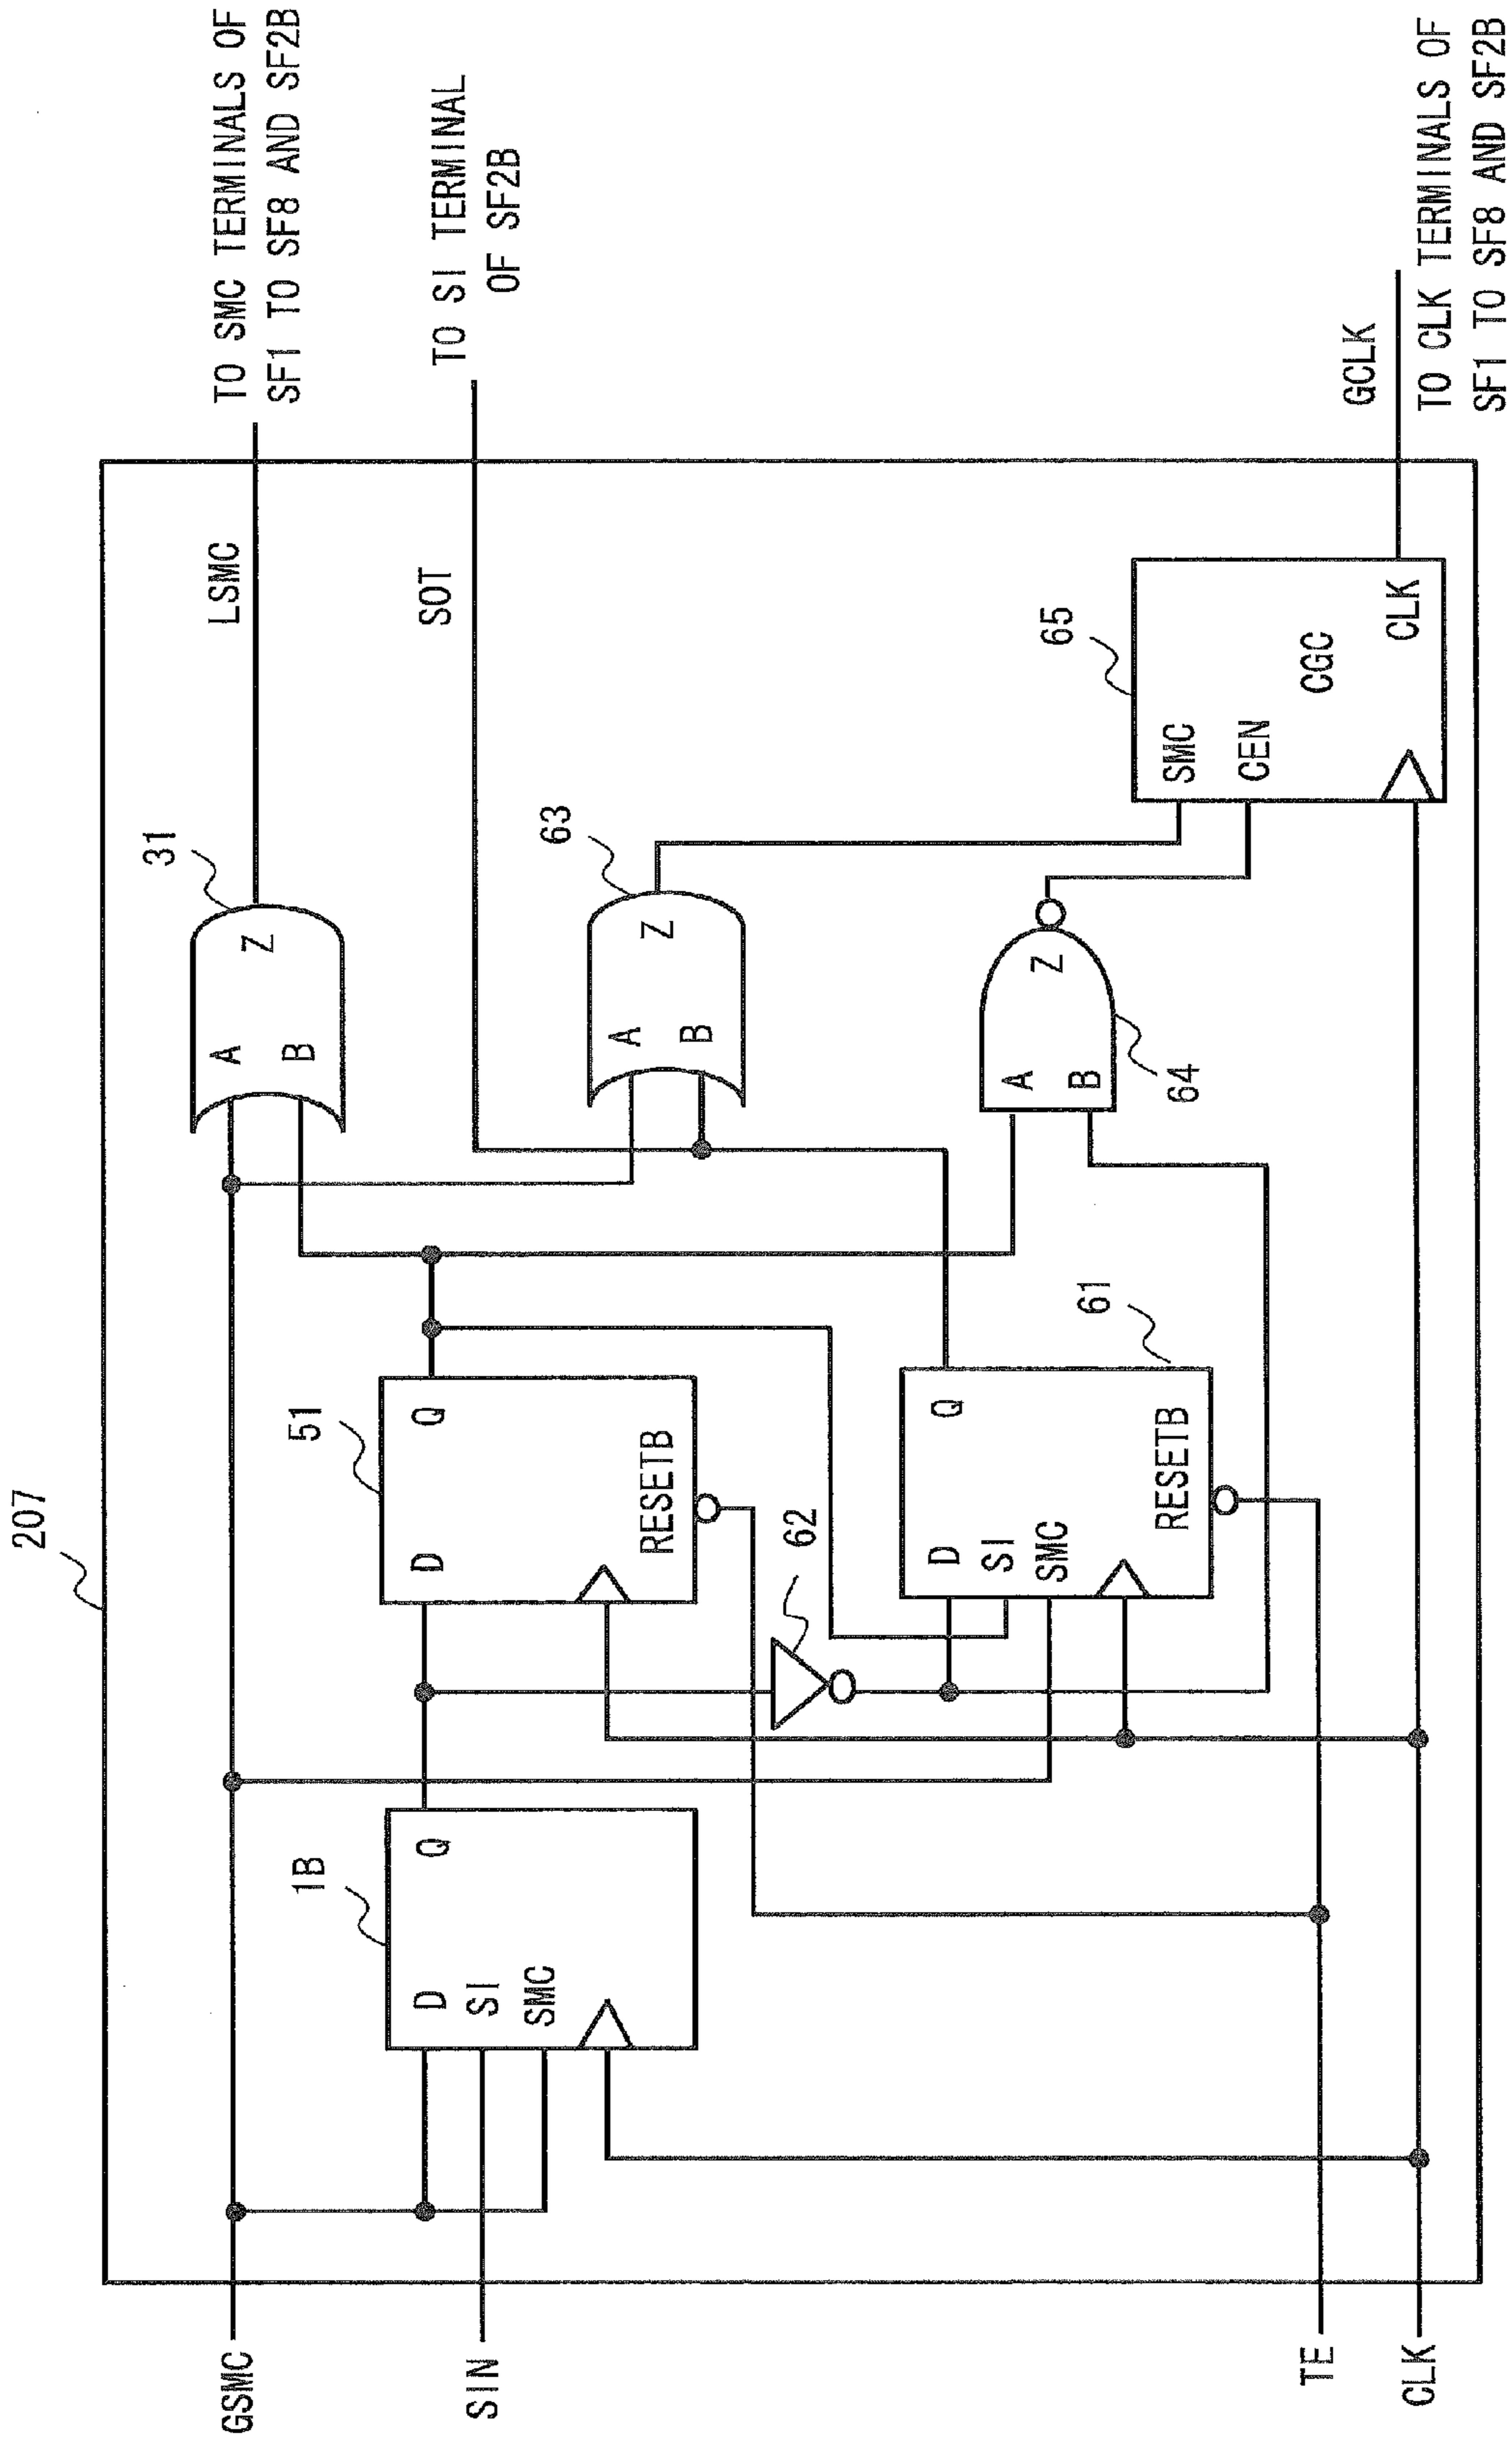 207
GSMC
SIN
TE
CLK
1B
D
SI
SMC
Q
51
D
Q
RESETB
62
61
D
SI
SMC
Q
RESETB
31
A
B
Z
63
A
B
Z
64
A
B
Z
65
SMC
CEN
CGC
CLK
LSMC
TO SMC TERMINALS OF
SF1 TO SF8 AND SF2B
SOT
TO SI TERMINAL
OF SF2B
GCLK
TO CLK TERMINALS OF
SF1 TO SF8 AND SF2B